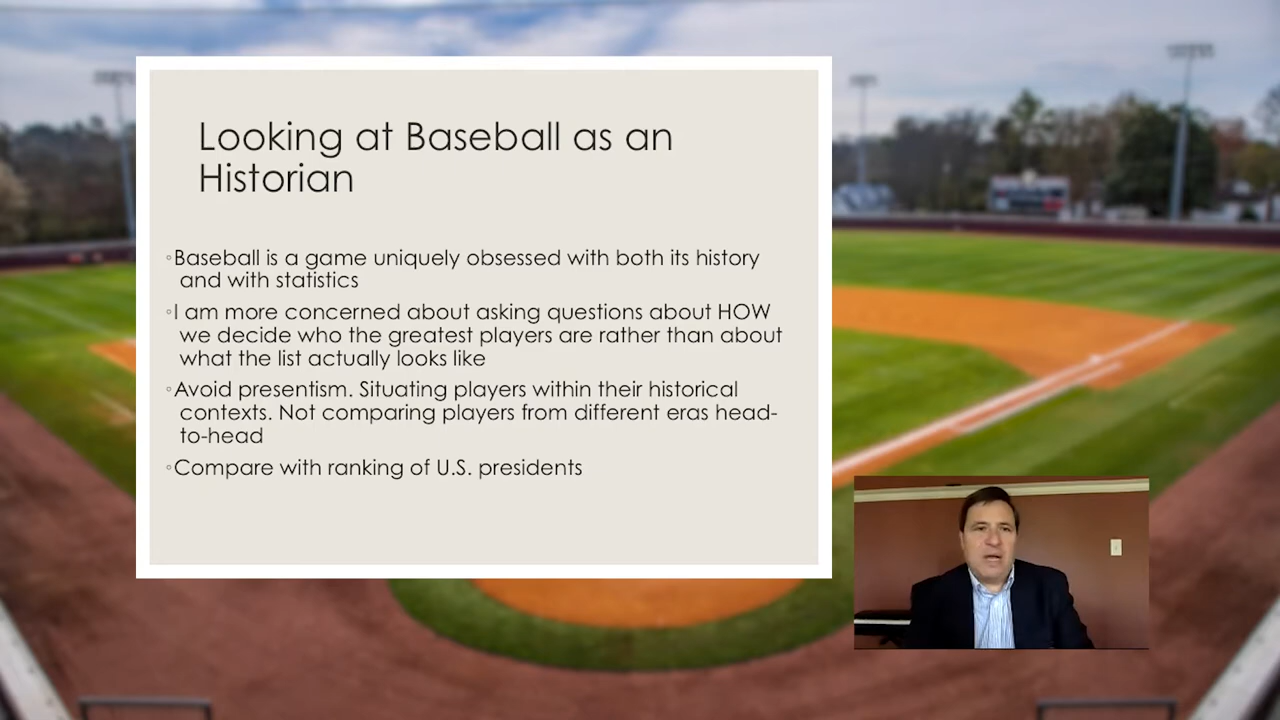 Looking at Baseball as an
Historian
◦Baseball is a game uniquely obsessed with both its history
and with statistics
◦I am more concerned about asking questions about HOW
we decide who the greatest players are rather than about
what the list actually looks like
◦Avoid presentism. Situating players within their historical
contexts. Not comparing players from different eras head-
to-head
◦Compare with ranking of U.S. presidents